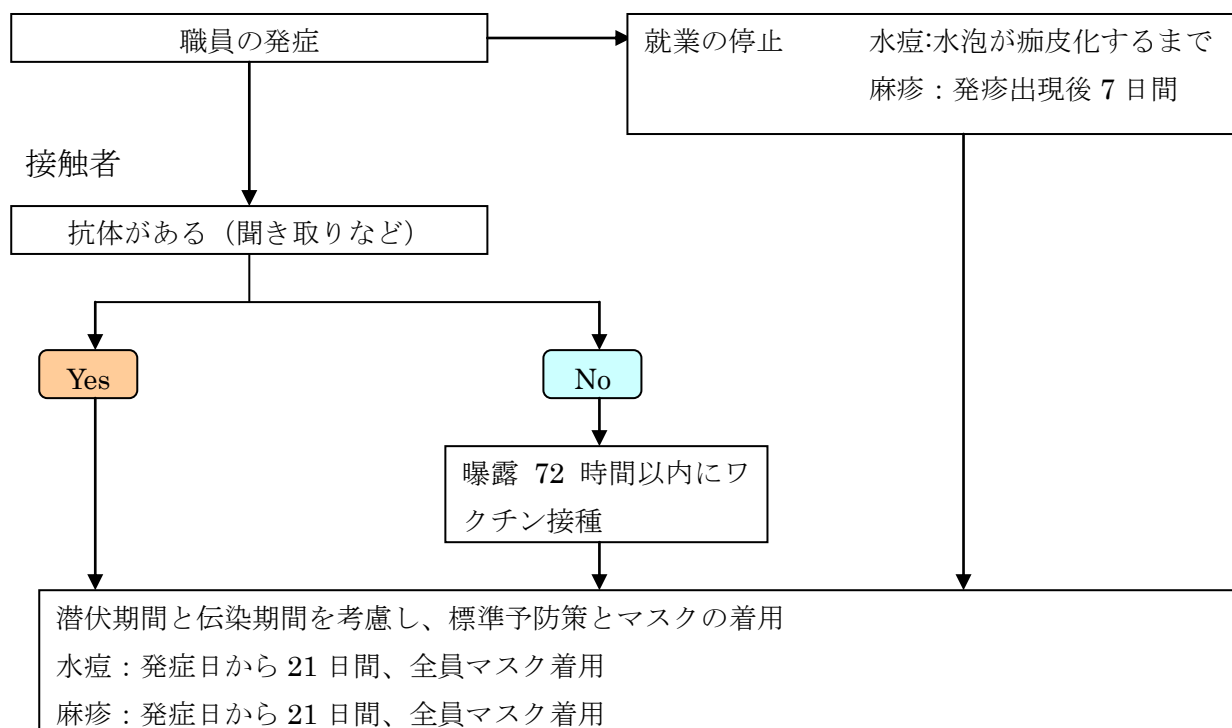 職員の発症
就業の停止 水痘:水泡が痂皮化するまで
麻疹：発疹出現後 7 日間
接触者
抗体がある（聞き取りなど）
Yes
No
曝露 72 時間以内にワ
クチン接種
潜伏期間と伝染期間を考慮し、標準予防策とマスクの着用
水痘：発症日から 21 日間、全員マスク着用
麻疹：発症日から 21 日間、全員マスク着用